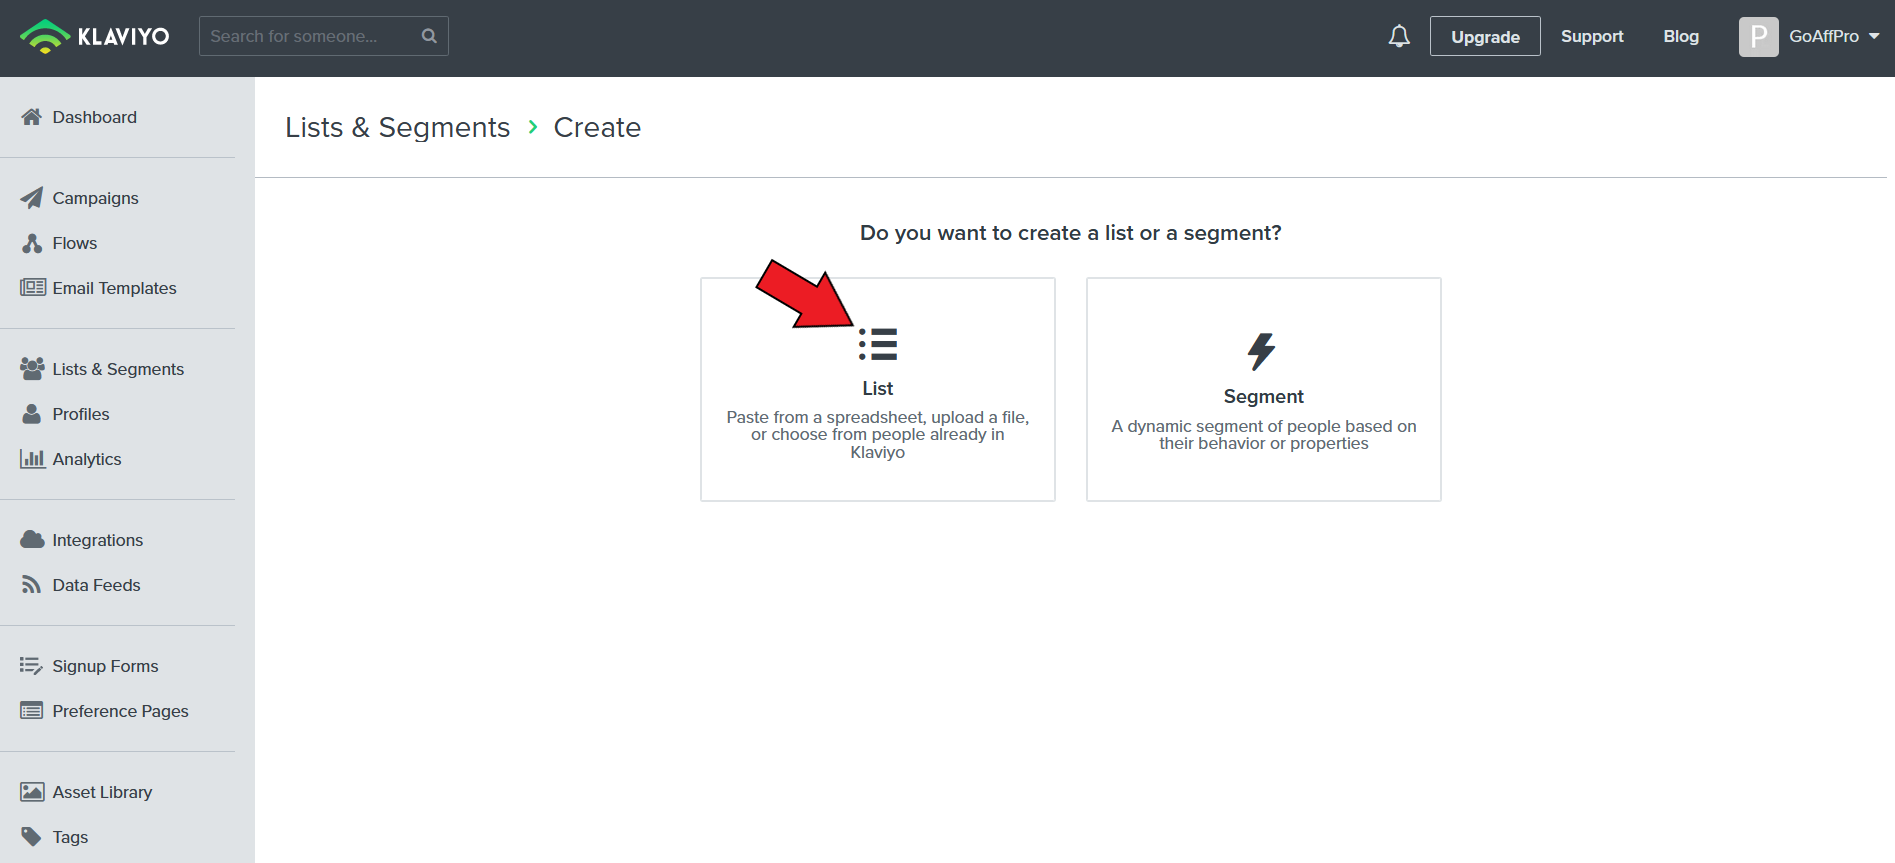 KLAVIYO
Search for someone...
Upgrade
Support
Blog
P
GoAffPro
Dashboard
Campaigns
Flows
Email Templates
Lists & Segments
Profiles
Analytics
Integrations
Data Feeds
Signup Forms
Preference Pages
Asset Library
Tags
Lists & Segments > Create
Do you want to create a list or a segment?
List
Paste from a spreadsheet, upload a file,
or choose from people already in
Klaviyo
Segment
A dynamic segment of people based on
their behavior or properties